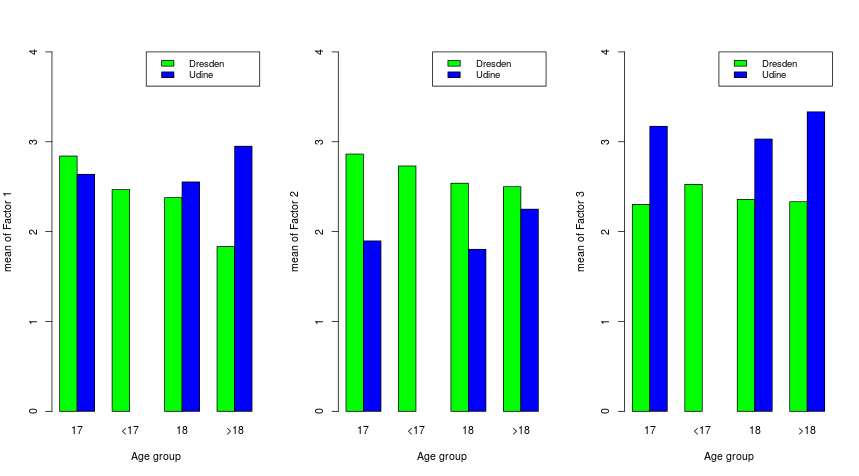 4
3
2
1
0
mean of Factor 1
Dresden
Udine
17 <17 18 >18
Age group
4
3
2
1
0
mean of Factor 2
Dresden
Udine
17 <17 18 >18
Age group
4
3
2
1
0
mean of Factor 3
Dresden
Udine
17 <17 18 >18
Age group